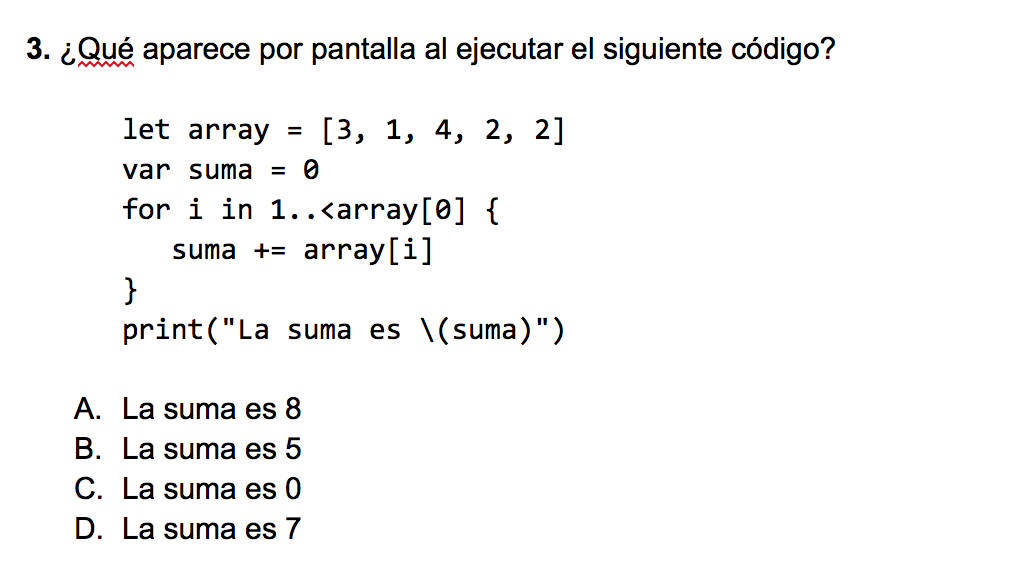 3. ¿Qué aparece por pantalla al ejecutar el siguiente código?
let array = [3, 1, 4, 2, 2]
var suma = 0
for i in 1..<array[0] {
suma += array[i]
}
print("La suma es \(suma)")
A. La suma es 8
B. La suma es 5
C. La suma es 0
D. La suma es 7